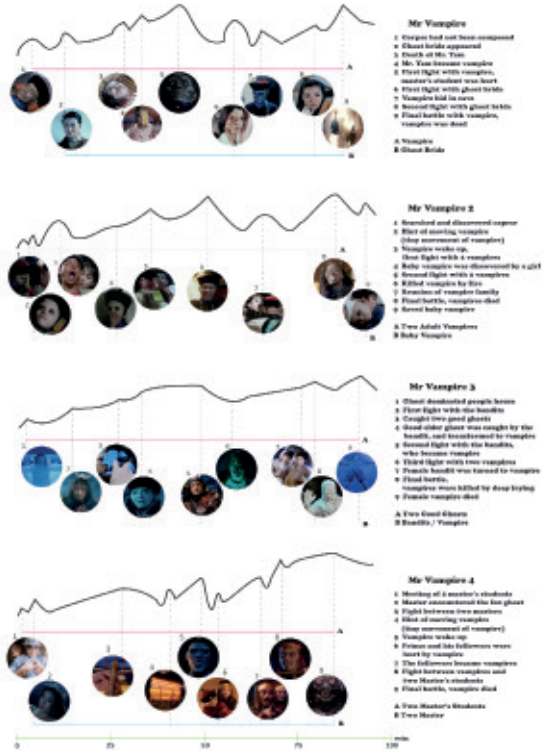 Mr Vampire
1 Corpse had not been composed
2 Ghost bride appeared
3 Death of Mr. Tam
4 Mr. Tam became vampire
5 First fight with vampire,
master's student was hurt
6 First fight with ghost bride
7 Vampire hid in cave
8 Second fight with ghost bride
9 Final battle with vampire,
vampire was dead
A Vampire
B Ghost Bride
A
B
Mr Vampire 2
1 Searched and discovered
2 Hint of moving vampire
(tiny movement of vampire)
3 Vampire wake up,
first fight with 2 vampires
4 Baby vampire was discovered by a girl
5 Second fight with 2 vampires
6 Killed vampire by fire
7 Reunion of vampire family
8 Final battle, vampires died
9 Saved baby vampire
A Two Adult Vampires
B Baby Vampire
A
B
Mr Vampire 3
1 Ghost dominated people house
2 First fight with the bandits
3 Caught two good ghosts
4 Good elder ghost was caught by the
bandit, and transformed to vampire
5 Second fight with the bandits,
who became vampire
6 Third fight with two vampires
7 Female bandit was turned to vampire
8 Final battle,
vampires were killed by deep frying
9 Female vampire died
A Two Good Ghosts
B Bandits / Vampire
A
B
Mr Vampire 4
1 Meeting of 2 master's students
2 Master encountered the fox ghost
3 Fight between two masters
4 Hint of moving vampire
(tiny movement of vampire)
5 Vampire wake up
6 Prince and his followers were
hurt by vampire
7 The followers became vampires
8 Fight between vampires and
two Master's students
9 Final battle, vampire died
A Two Master's Students
B Two Master
A
B
0 25 50 75 100 min